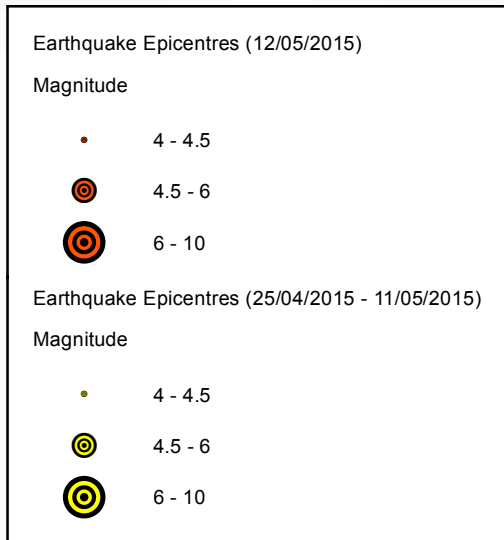 Earthquake Epicentres (12/05/2015)
Magnitude
4 - 4.5
4.5 - 6
6 - 10
Earthquake Epicentres (25/04/2015 - 11/05/2015)
Magnitude
4 - 4.5
4.5 - 6
6 - 10